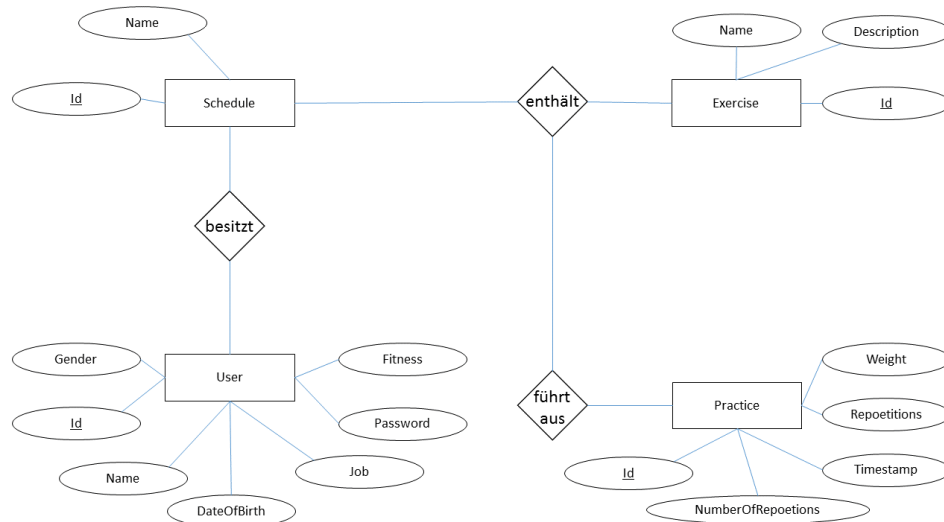 Name
Name
Description
Id
Schedule
enthält
Exercise
Id
besitzt
Gender
User
Fitness
Weight
führt
aus
Practice
Repoetitions
Id
Password
Name
Job
Id
Timestamp
DateOfBirth
NumberOfRepoetions